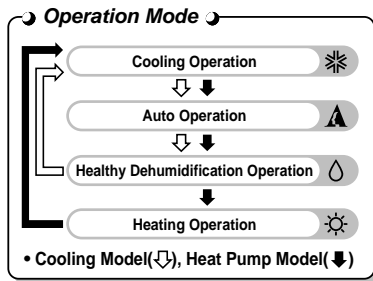 Operation Mode
Cooling Operation
Auto Operation
Healthy Dehumidification Operation
Heating Operation
• Cooling Model(⇩), Heat Pump Model(⬇)